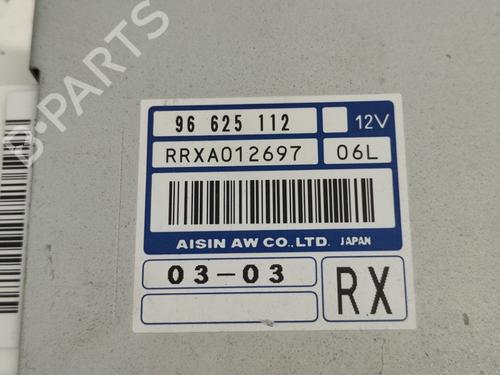 96 625 112 12V
RRXA012697 06L
AISIN AW CO.,LTD. JAPAN
03-03
RX
B-PARTS